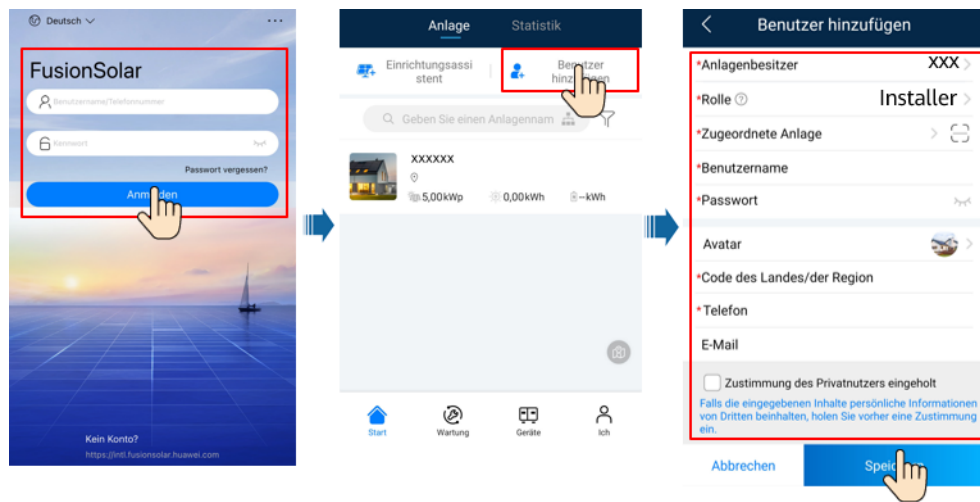 Deutsch
...
FusionSolar
Benutzername/Telefonnummer
Kennwort
Passwort vergessen?
Anmelden
Kein Konto?
https://intl.fusionsolar.huawei.com
Anlage Statistik
Einrichtungsassi
stent
Benutzer
hinzufügen
Geben Sie einen Anlagennam
xxxxxx
5,00kWp 0,00kWh --kWh
Start Wartung Geräte Ich
Benutzer hinzufügen
*Anlagenbesitzer XXX
*Rolle Installer
*Zugeordnete Anlage
*Benutzername
*Passwort
Avatar
*Code des Landes/der Region
*Telefon
E-Mail
Zustimmung des Privatnutzers eingeholt
Falls die eingegebenen Inhalte persönliche Informationen
von Dritten beinhalten, holen Sie vorher eine Zustimmung
ein.
Abbrechen Speichern